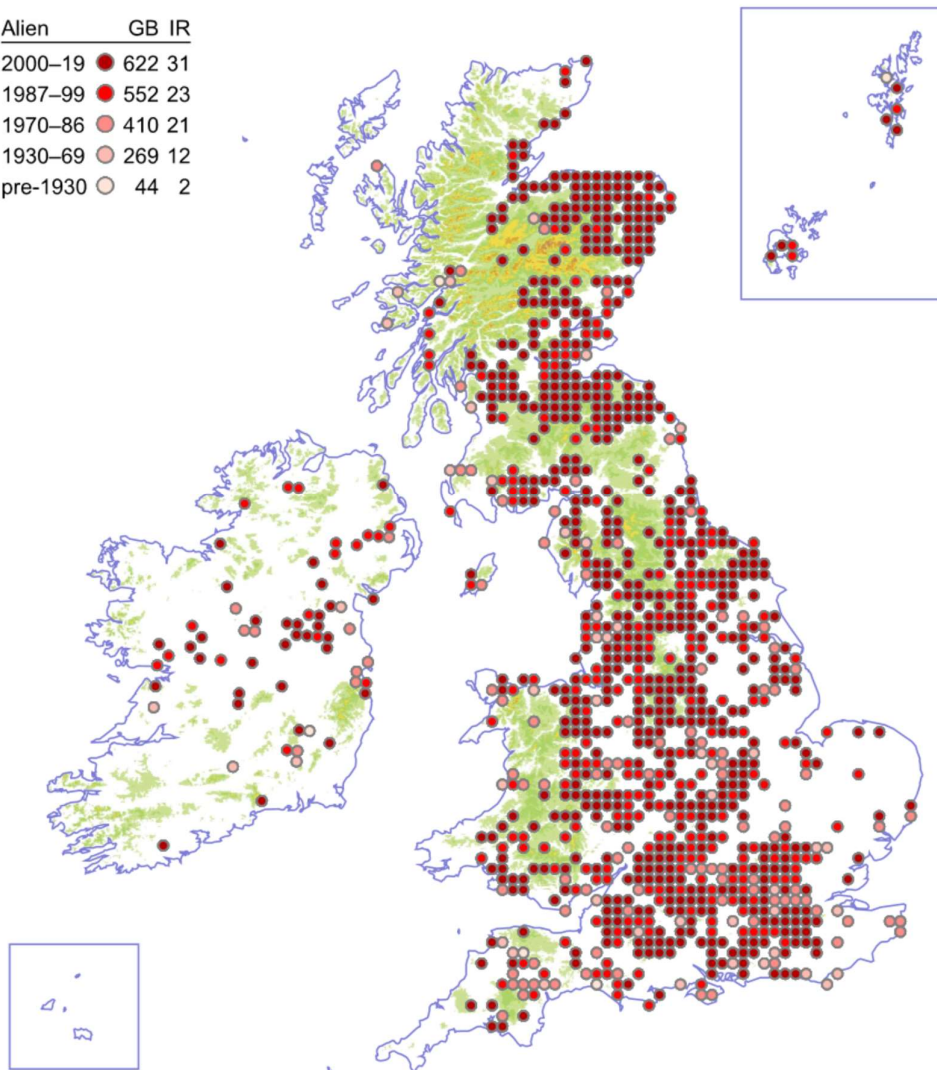 Alien GB IR
2000–19 622 31
1987–99 552 23
1970–86 410 21
1930–69 269 12
pre-1930 44 2